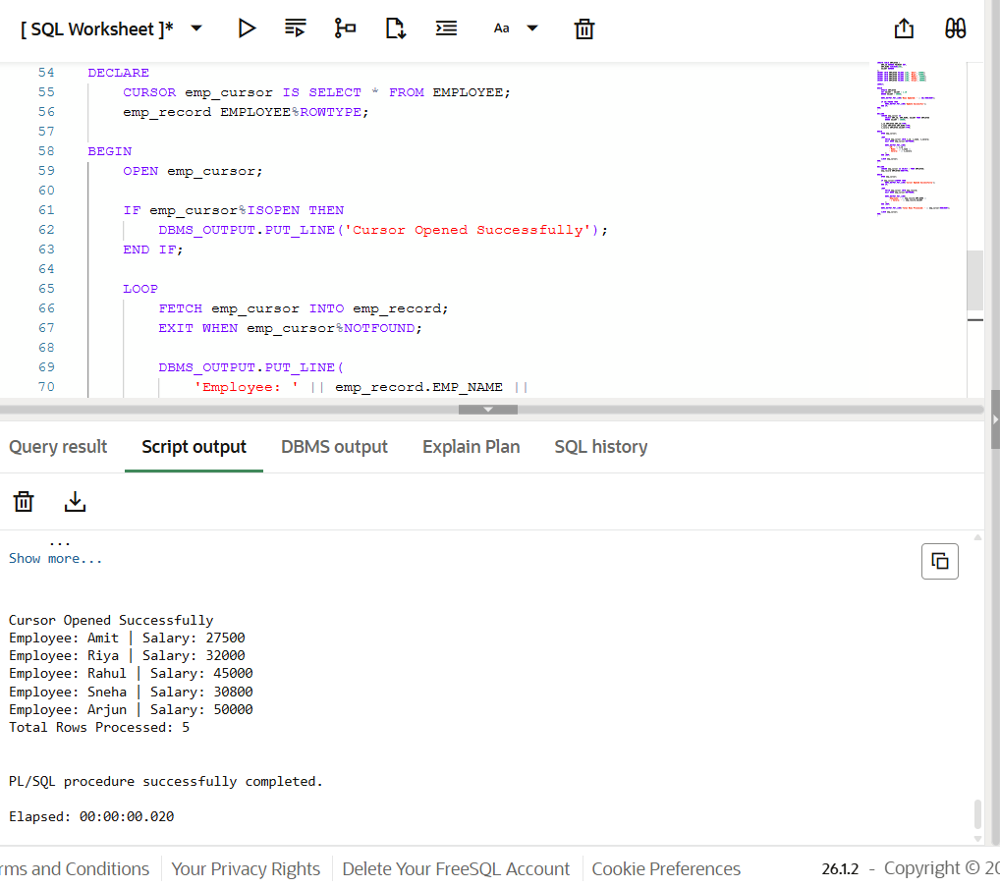 [ SQL Worksheet ]*
Aa
54 DECLARE
55 CURSOR emp_cursor IS SELECT * FROM EMPLOYEE;
56 emp_record EMPLOYEE%ROWTYPE;
57
58 BEGIN
59 OPEN emp_cursor;
60
61 IF emp_cursor%ISOPEN THEN
62 DBMS_OUTPUT.PUT_LINE('Cursor Opened Successfully');
63 END IF;
64
65 LOOP
66 FETCH emp_cursor INTO emp_record;
67 EXIT WHEN emp_cursor%NOTFOUND;
68
69 DBMS_OUTPUT.PUT_LINE(
70 'Employee: ' || emp_record.EMP_NAME ||
Query result Script output DBMS output Explain Plan SQL history
...
Show more...
Cursor Opened Successfully
Employee: Amit | Salary: 27500
Employee: Riya | Salary: 32000
Employee: Rahul | Salary: 45000
Employee: Sneha | Salary: 30800
Employee: Arjun | Salary: 50000
Total Rows Processed: 5
PL/SQL procedure successfully completed.
Elapsed: 00:00:00.020
rms and Conditions Your Privacy Rights Delete Your FreeSQL Account Cookie Preferences 26.1.2 - Copyright © 20